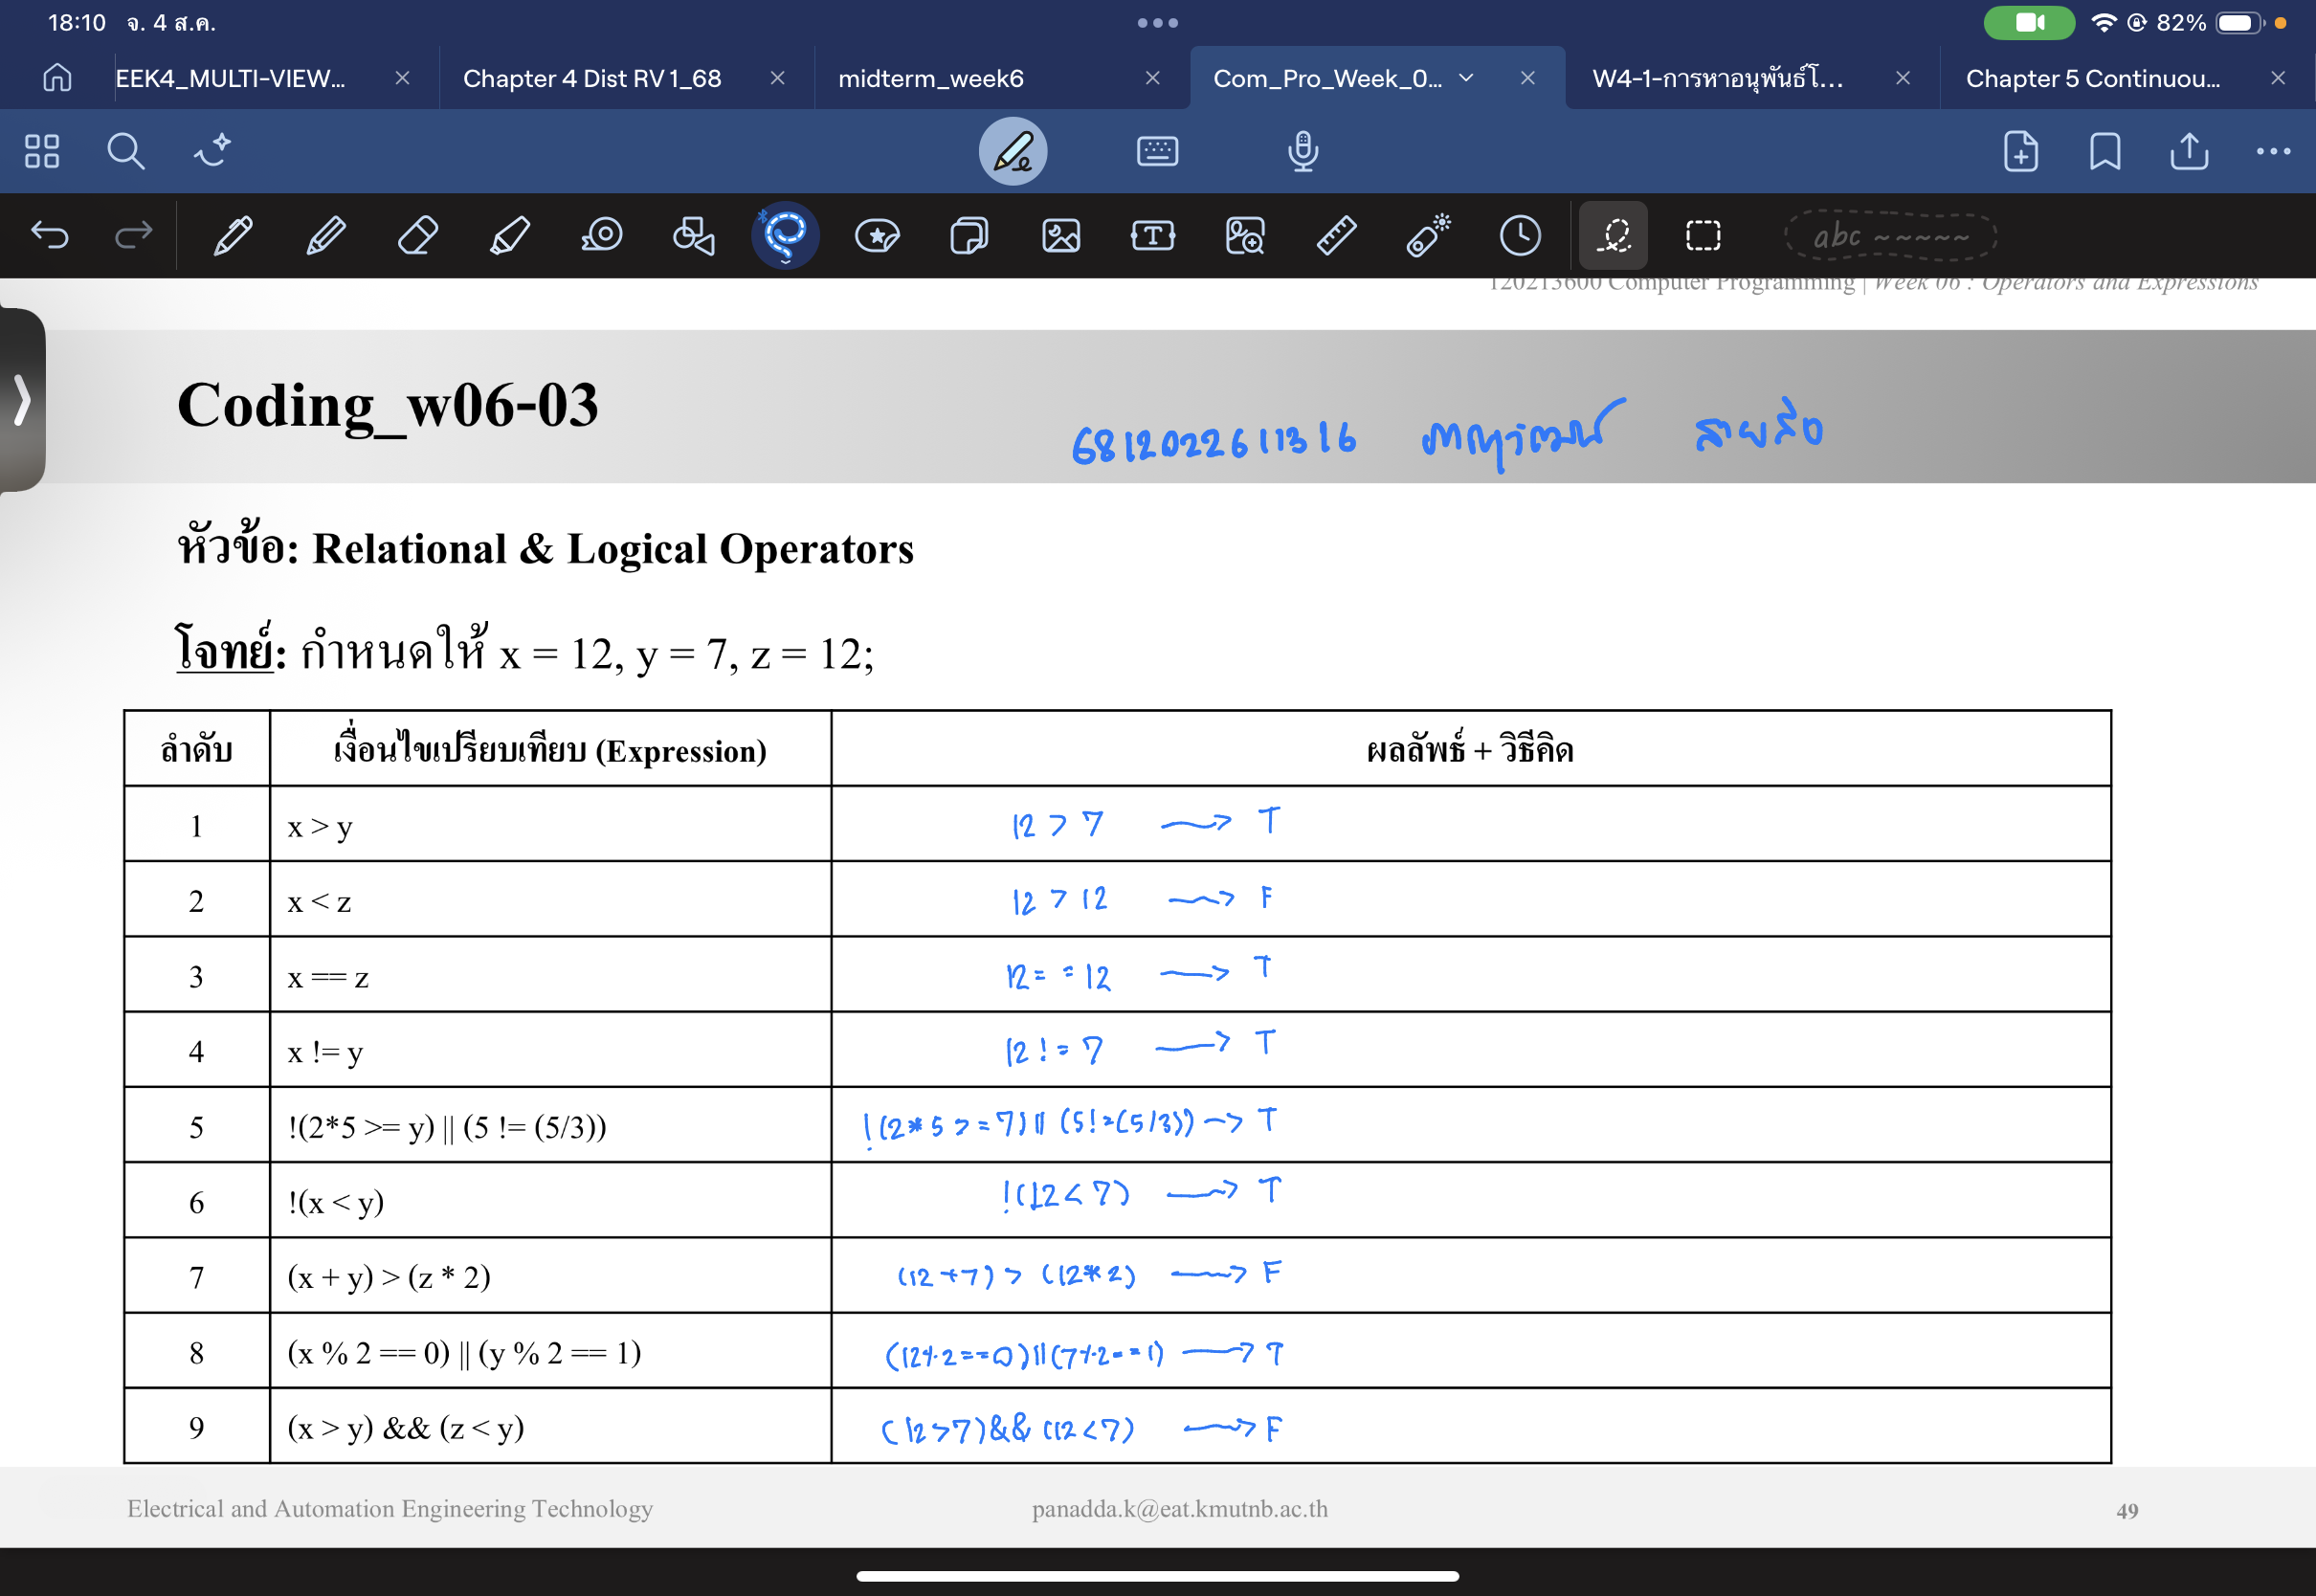 18:10 จ. 4 ส.ค. 82%
EEK4_MULTI-VIEW... Chapter 4 Dist RV 1_68 midterm_week6 Com_Pro_Week_0... W4-1-การหาอนุพันธ์โ... Chapter 5 Continuou...
abc
120213600 Computer Programming | Week 06 : Operators and Expressions
Coding_w06-03
6812022611316 ภาณุวัฒน์
หัวข้อ: Relational & Logical Operators
โจทย์: กำหนดให้ x = 12, y = 7, z = 12;
ลำดับ เงื่อนไขเปรียบเทียบ (Expression) ผลลัพธ์ + วิธีคิด
1 x > y 12 > 7 → T
2 x < z 12 > 12 → F
3 x == z 12 == 12 → T
4 x != y 12 != 7 → T
5 !(2*5 >= y) || (5 != (5/3)) !(2*5 >= 7) || (5 != (5/3)) → T
6 !(x < y) !(12 < 7) → T
7 (x + y) > (z * 2) (12 + 7) > (12 * 2) → F
8 (x % 2 == 0) || (y % 2 == 1) (12 % 2 == 0) || (7 % 2 == 1) → T
9 (x > y) && (z < y) (12 > 7) && (12 < 7) → F
Electrical and Automation Engineering Technology panadda.k@eat.kmutnb.ac.th 49